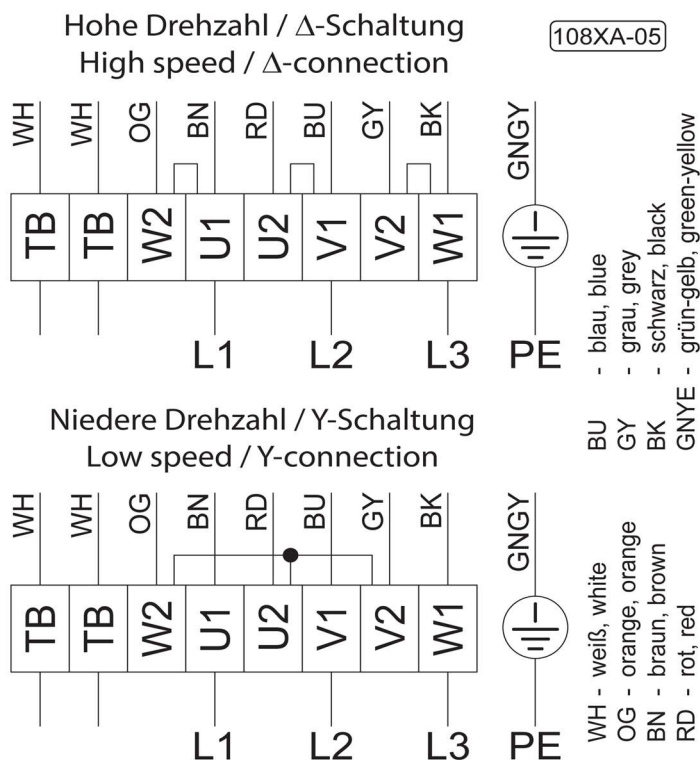 Hohe Drehzahl / Δ-Schaltung
High speed / Δ-connection
108XA-05
WH WH OG BN RD BU GY BK GNGY
TB TB W2 U1 U2 V1 V2 W1
L1 L2 L3 PE
Niedere Drehzahl / Y-Schaltung
Low speed / Y-connection
WH WH OG BN RD BU GY BK GNGY
TB TB W2 U1 U2 V1 V2 W1
L1 L2 L3 PE
WH - weiß, white
OG - orange, orange
BN - braun, brown
RD - rot, red
BU - blau, blue
GY - grau, grey
BK - schwarz, black
GNYE - grün-gelb, green-yellow